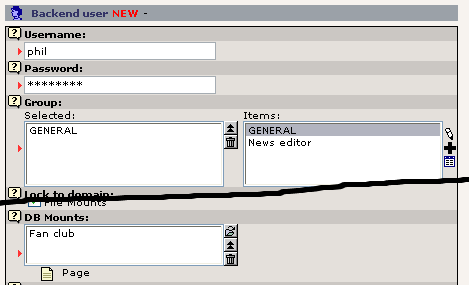 Backend user NEW -
Username:
phil
Password:
********
Group:
Selected: Items:
GENERAL GENERAL
News editor
Lock to domain:
File Mounts
DB Mounts:
Fan club
Page